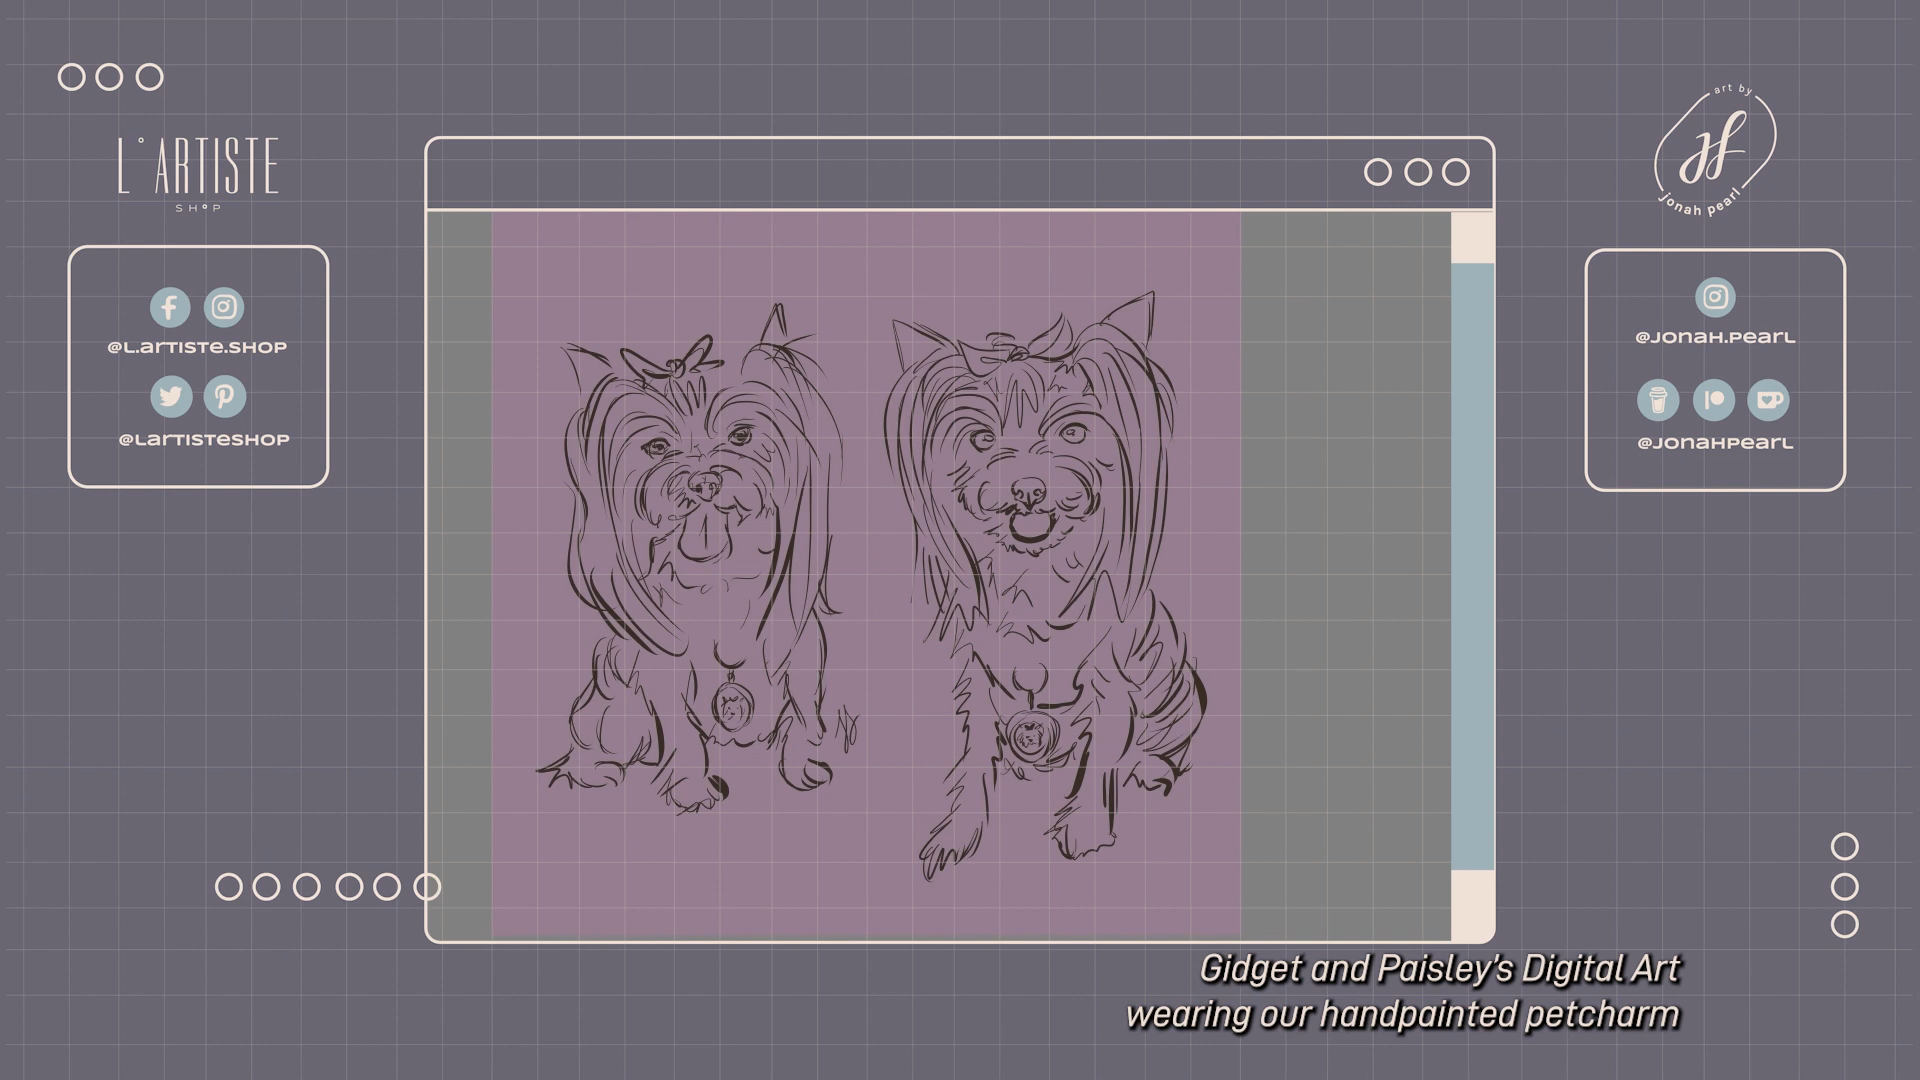 L'ARTISTE
SHOP
@L.ARTISTE.SHOP
@LARTISTESHOP
art by
jonah pearl
@JONAH.PEARL
@JONAHPEARL
Gidget and Paisley's Digital Art
wearing our handpainted petcharm